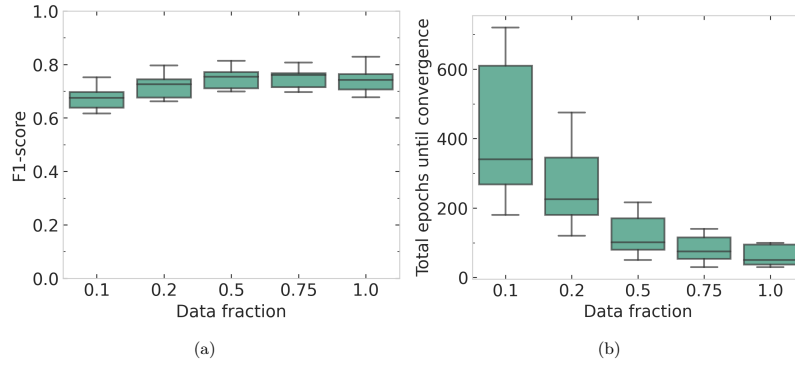 1.0
0.8
0.6
0.4
0.2
0.0
F1-score
0.1 0.2 0.5 0.75 1.0
Data fraction
(a)
600
400
200
0
Total epochs until convergence
0.1 0.2 0.5 0.75 1.0
Data fraction
(b)